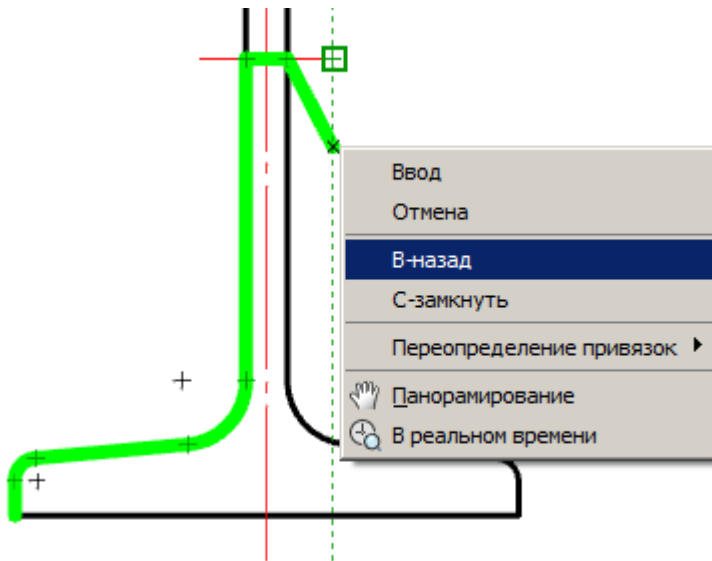 Ввод
Отмена
В-назад
С-замкнуть
Переопределение привязок
Панорамирование
В реальном времени